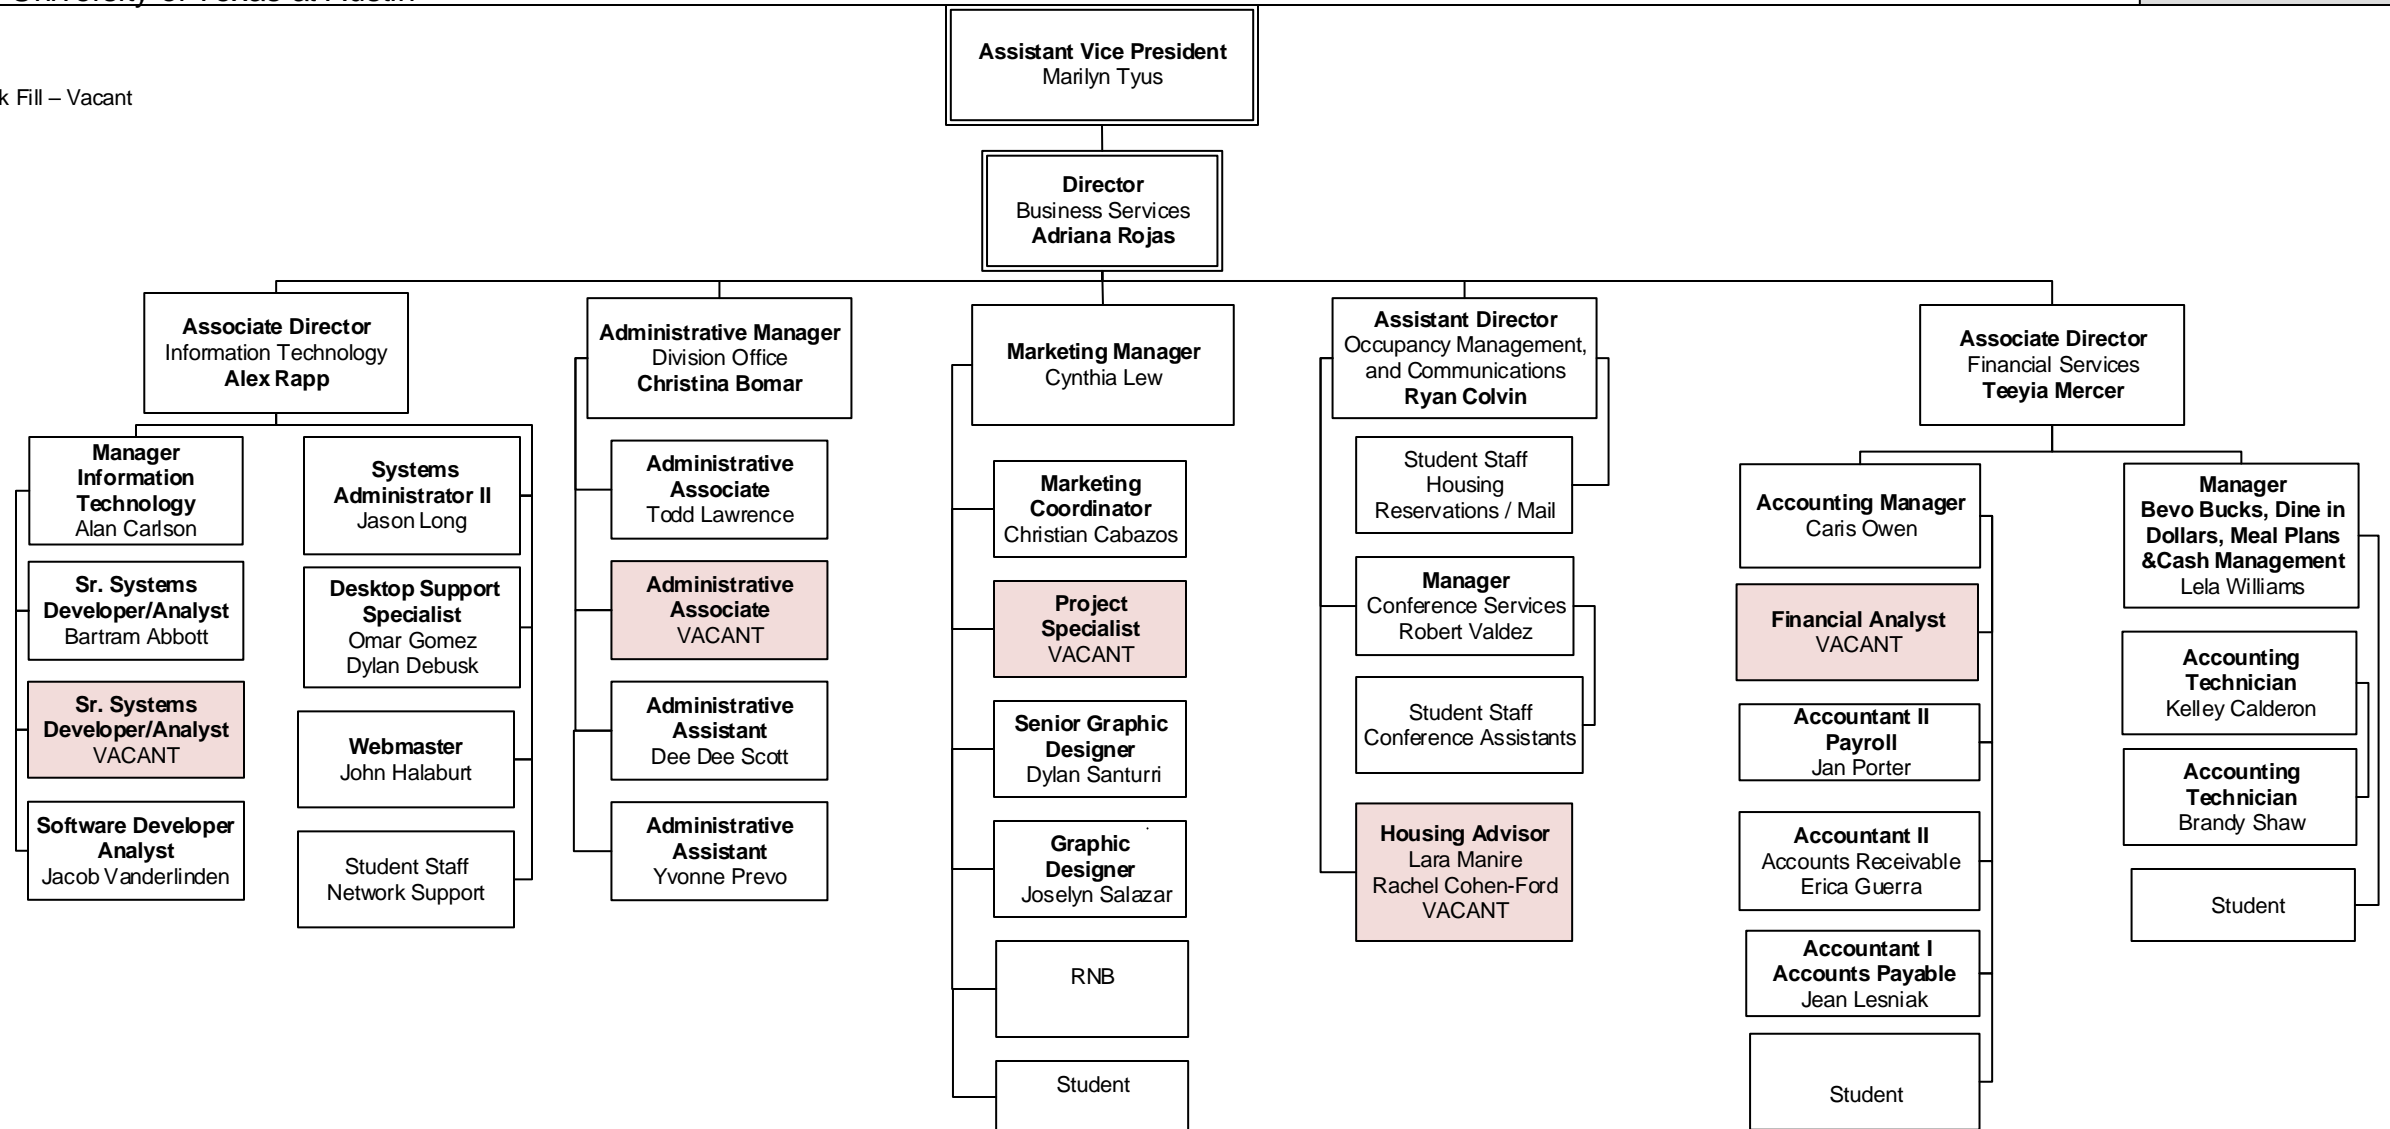 University of Texas at Austin
k Fill – Vacant
Assistant Vice President
Marilyn Tyus
Director
Business Services
Adriana Rojas
Associate Director
Information Technology
Alex Rapp
Manager
Information
Technology
Alan Carlson
Sr. Systems
Developer/Analyst
Bartram Abbott
Sr. Systems
Developer/Analyst
VACANT
Software Developer
Analyst
Jacob Vanderlinden
Systems
Administrator II
Jason Long
Desktop Support
Specialist
Omar Gomez
Dylan Debusk
Webmaster
John Halaburt
Student Staff
Network Support
Administrative Manager
Division Office
Christina Bomar
Administrative
Associate
Todd Lawrence
Administrative
Associate
VACANT
Administrative
Assistant
Dee Dee Scott
Administrative
Assistant
Yvonne Prevo
Marketing Manager
Cynthia Lew
Marketing
Coordinator
Christian Cabazos
Project
Specialist
VACANT
Senior Graphic
Designer
Dylan Santurri
Graphic
Designer
Joselyn Salazar
RNB
Student
Assistant Director
Occupancy Management,
and Communications
Ryan Colvin
Student Staff
Housing
Reservations / Mail
Manager
Conference Services
Robert Valdez
Student Staff
Conference Assistants
Housing Advisor
Lara Manire
Rachel Cohen-Ford
VACANT
Associate Director
Financial Services
Teeyia Mercer
Accounting Manager
Caris Owen
Financial Analyst
VACANT
Accountant II
Payroll
Jan Porter
Accountant II
Accounts Receivable
Erica Guerra
Accountant I
Accounts Payable
Jean Lesniak
Student
Manager
Bevo Bucks, Dine in
Dollars, Meal Plans
&Cash Management
Lela Williams
Accounting
Technician
Kelley Calderon
Accounting
Technician
Brandy Shaw
Student